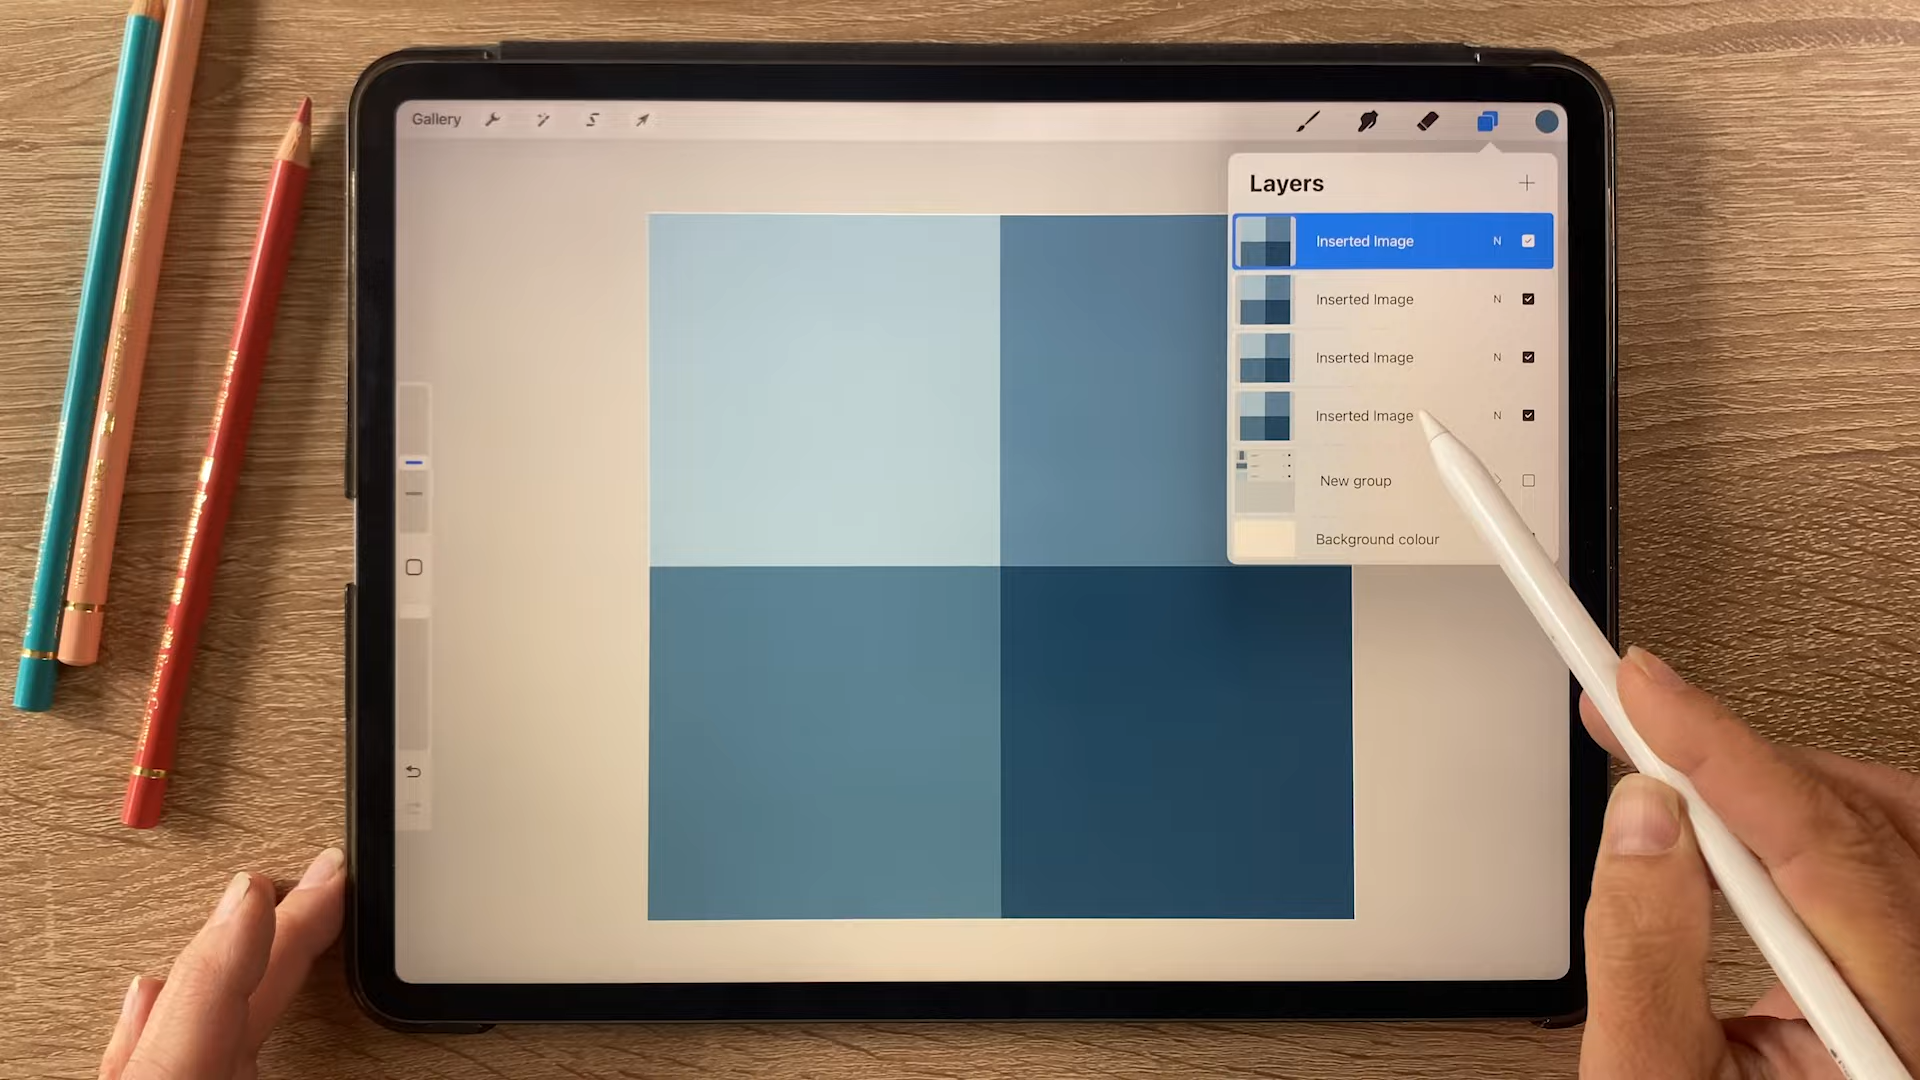 Gallery
Layers
Inserted Image N
Inserted Image N
Inserted Image N
Inserted Image N
New group
Background colour